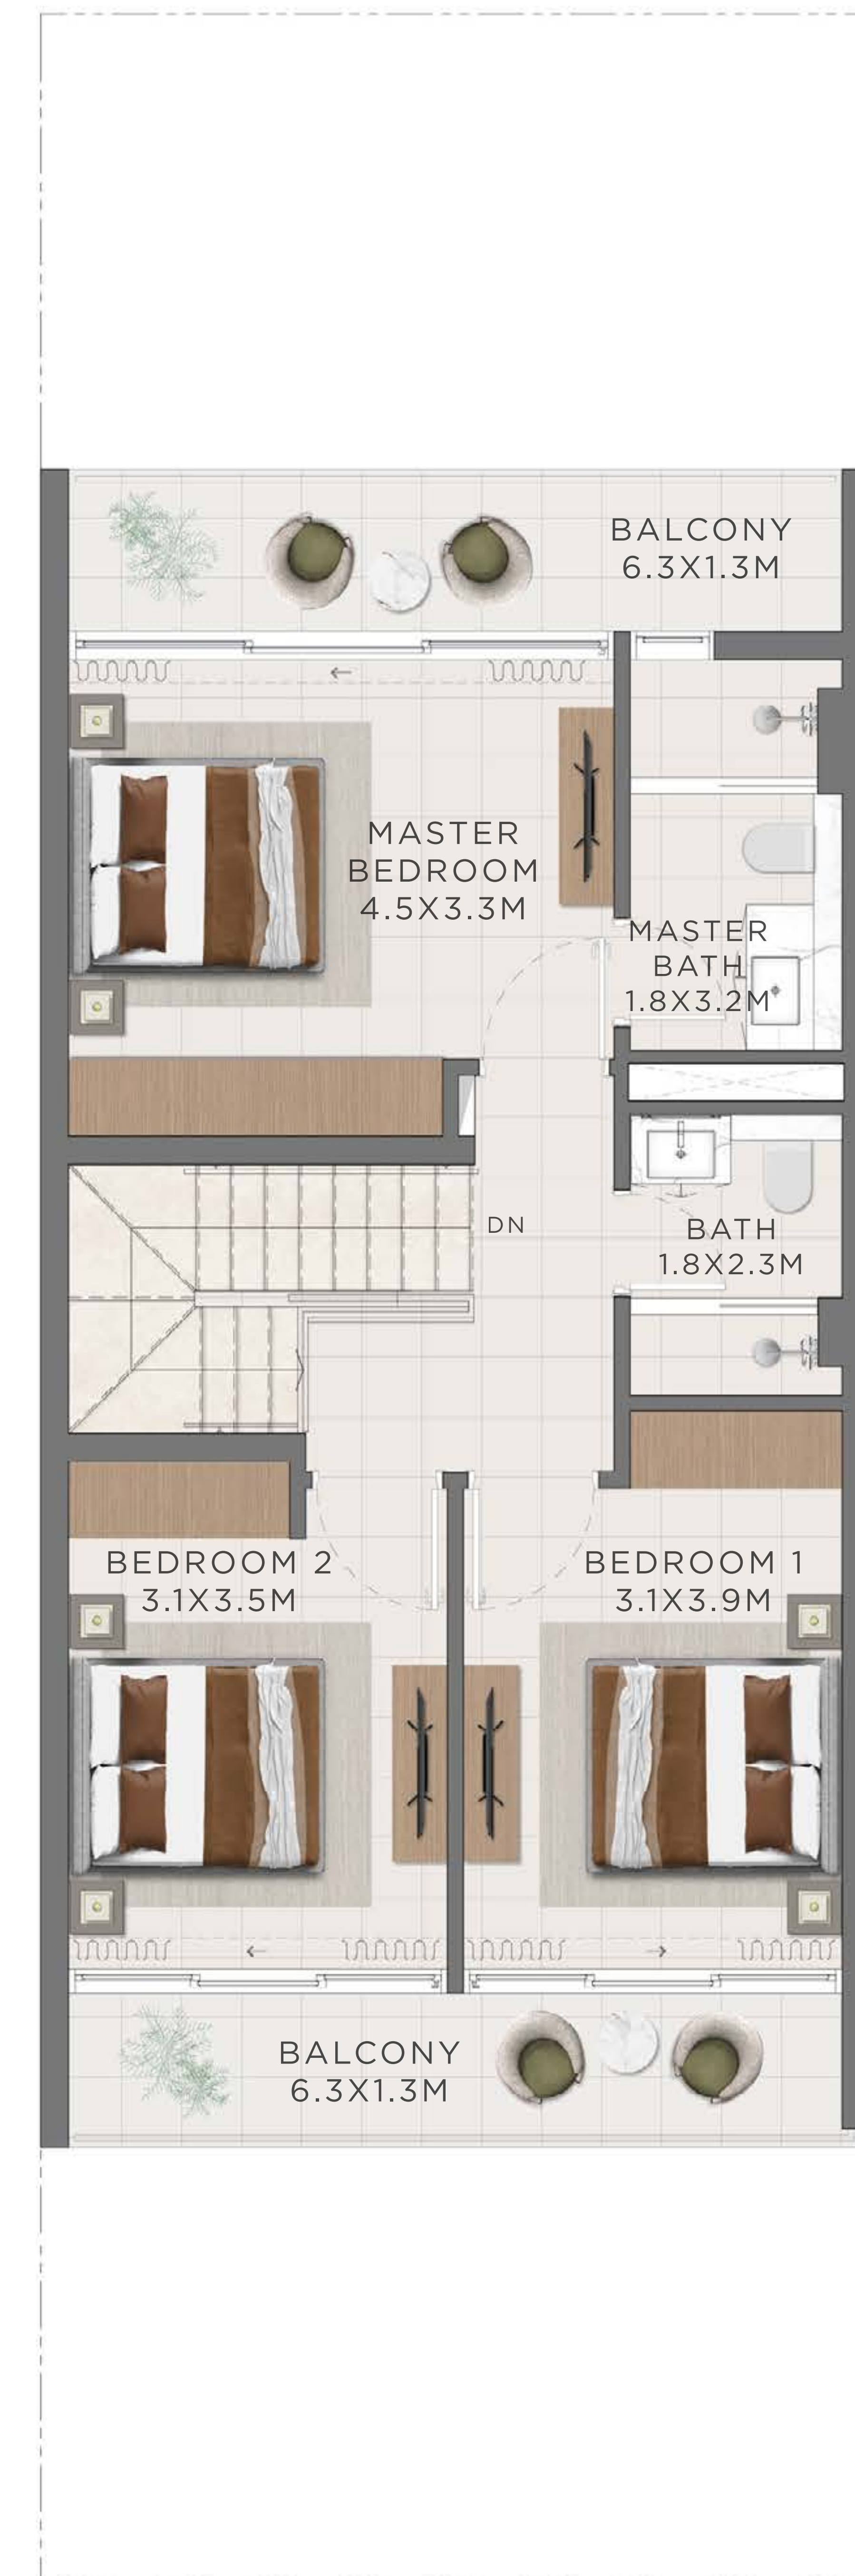 BALCONY
6.3X1.3M
MASTER
BEDROOM
4.5X3.3M
MASTER
BATH
1.8X3.2M
DN
BATH
1.8X2.3M
BEDROOM 2
3.1X3.5M
BEDROOM 1
3.1X3.9M
BALCONY
6.3X1.3M